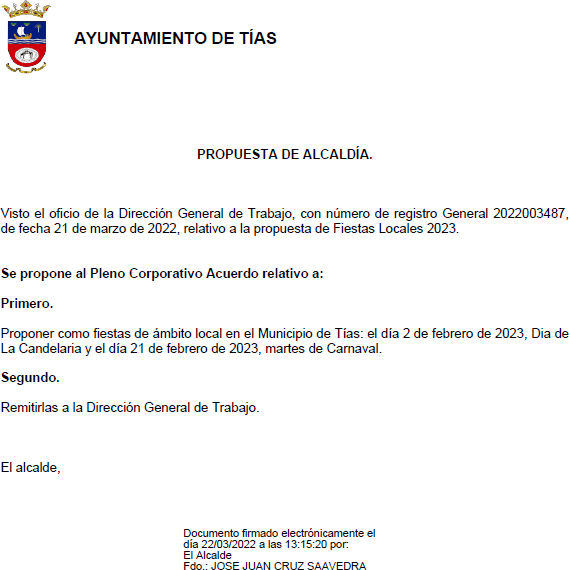 AYUNTAMIENTO DE TÍAS
PROPUESTA DE ALCALDÍA.
Visto el oficio de la Dirección General de Trabajo, con número de registro General 2022003487,
de fecha 21 de marzo de 2022, relativo a la propuesta de Fiestas Locales 2023.
Se propone al Pleno Corporativo Acuerdo relativo a:
Primero.
Proponer como fiestas de ámbito local en el Municipio de Tías: el día 2 de febrero de 2023, Dia de
La Candelaria y el día 21 de febrero de 2023, martes de Carnaval.
Segundo.
Remitirlas a la Dirección General de Trabajo.
El alcalde,
Documento firmado electrónicamente el
día 22/03/2022 a las 13:15:20 por:
El Alcalde
Fdo.: JOSE JUAN CRUZ SAAVEDRA